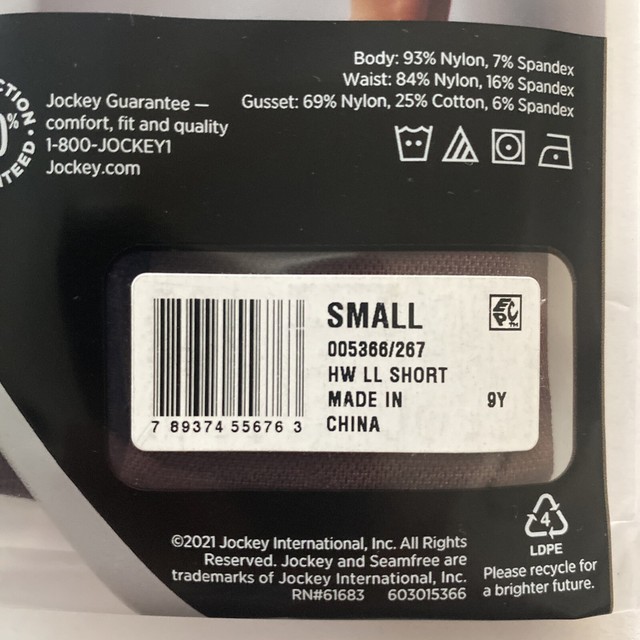 Body: 93% Nylon, 7% Spandex
Waist: 84% Nylon, 16% Spandex
Gusset: 69% Nylon, 25% Cotton, 6% Spandex
Jockey Guarantee —
comfort, fit and quality
1-800-JOCKEY1
Jockey.com
SMALL
005366/267
HW LL SHORT
MADE IN 9Y
CHINA
7 89374 55676 3
EPC™
©2021 Jockey International, Inc. All Rights
Reserved. Jockey and Seamfree are
trademarks of Jockey International, Inc.
RN#61683 603015366
4
LDPE
Please recycle for
a brighter future.